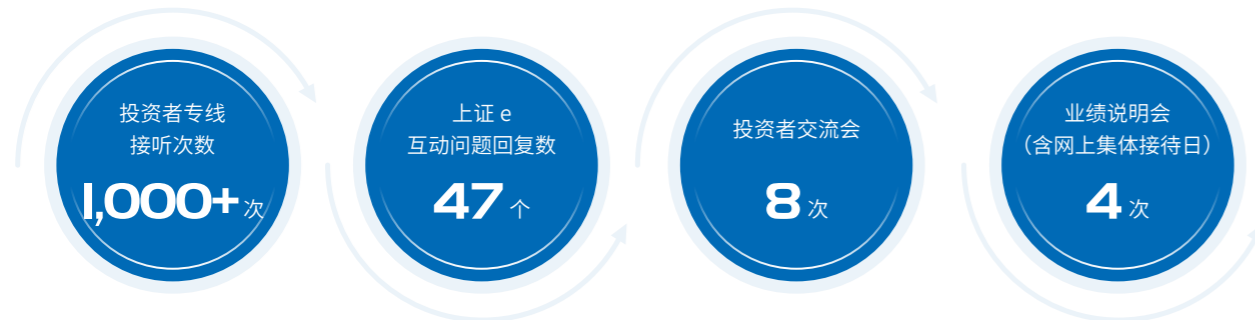 投资者专线
接听次数
1,000+ 次
上证 e
互动问题回复数
47 个
投资者交流会
8 次
业绩说明会
（含网上集体接待日）
4 次